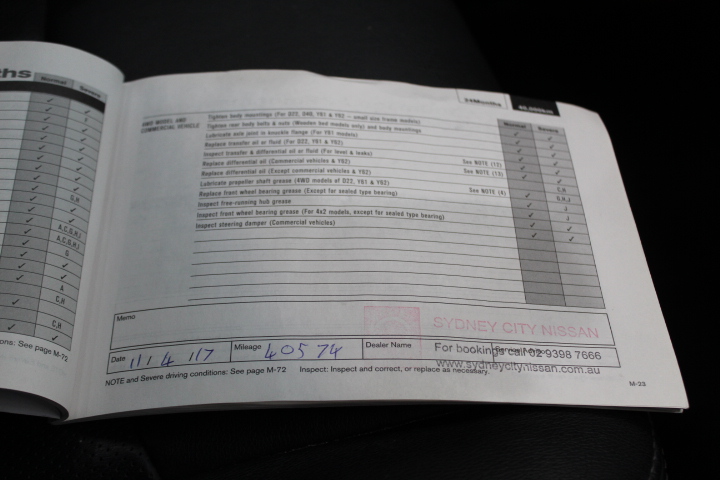 ths
Normal
Severe
G,H
A,C,G,H,I
A,C,G,H,I
G
A
C,H
C,H
ons: See page M-72
24Months
40,000km
4WD MODEL AND
COMMERCIAL VEHICLE
Normal
Severe
Tighten body mountings (For D22, D40, Y61 & Y62 – small size frame models)
Tighten rear body bolts & nuts (Wooden bed models only) and body mountings
Lubricate axle joint in knuckle flange (For Y61 models)
Replace transfer oil or fluid (For D22, Y61 & Y62)
Inspect transfer & differential oil or fluid (For level & leaks)
Replace differential oil (Commercial vehicles & Y62) See NOTE (12)
Replace differential oil (Except commercial vehicles & Y62) See NOTE (13)
Lubricate propeller shaft grease (4WD models of D22, Y61 & Y62) C,H
Replace front wheel bearing grease (Except for sealed type bearing) See NOTE (4) G,H,J
Inspect free-running hub grease J
Inspect front wheel bearing grease (For 4x2 models, except for sealed type bearing) J
Inspect steering damper (Commercial vehicles)
Memo
SYDNEY CITY NISSAN
Date 11/4/17 Mileage 40574 Dealer Name For bookings call 02 9398 7666
www.sydneycitynissan.com.au
NOTE and Severe driving conditions: See page M-72 Inspect: Inspect and correct, or replace as necessary.
M-23